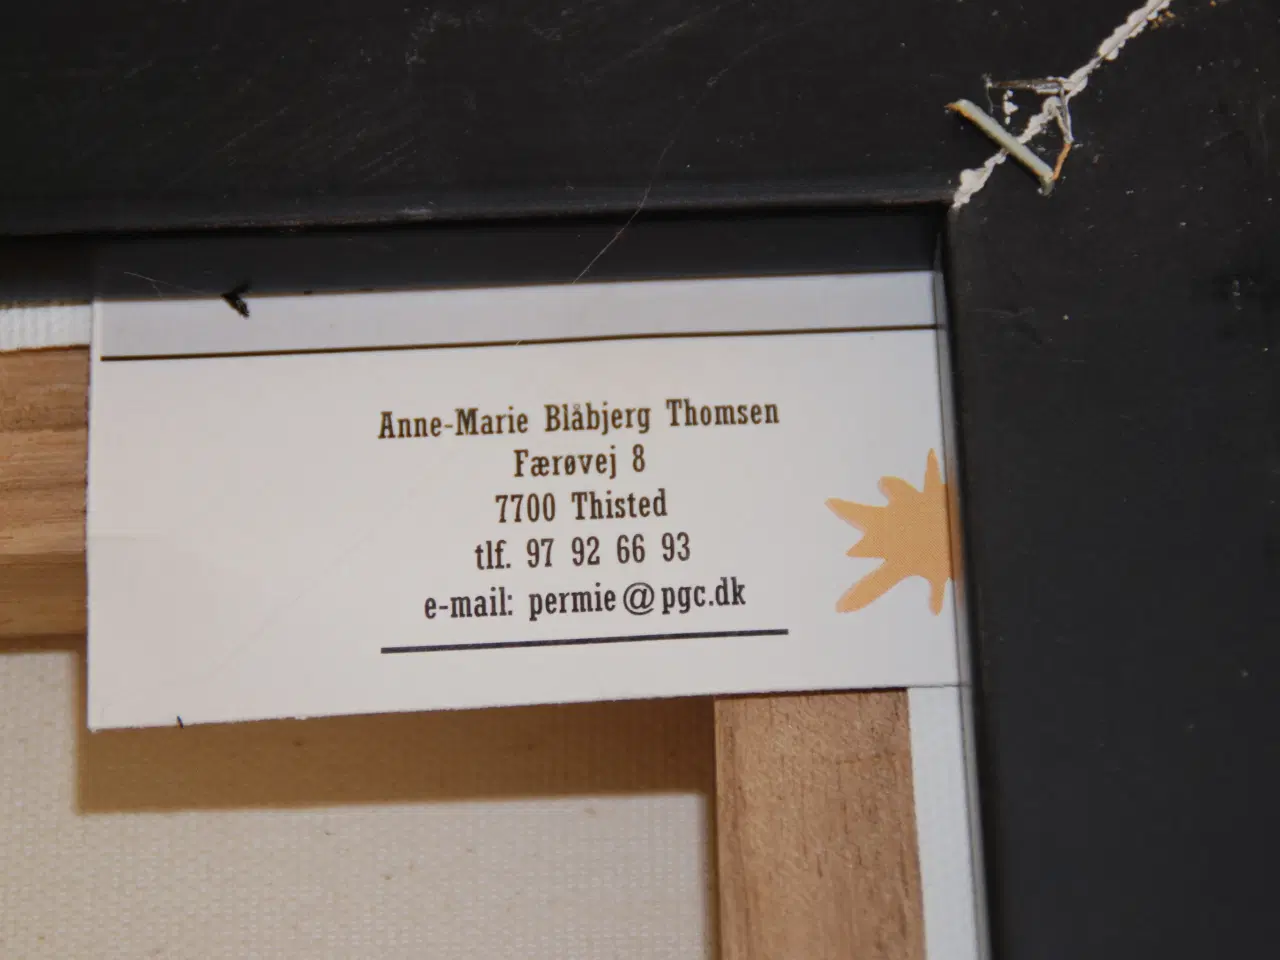 Anne-Marie Blåbjerg Thomsen
Færøvej 8
7700 Thisted
tlf. 97 92 66 93
e-mail: permie@pgc.dk